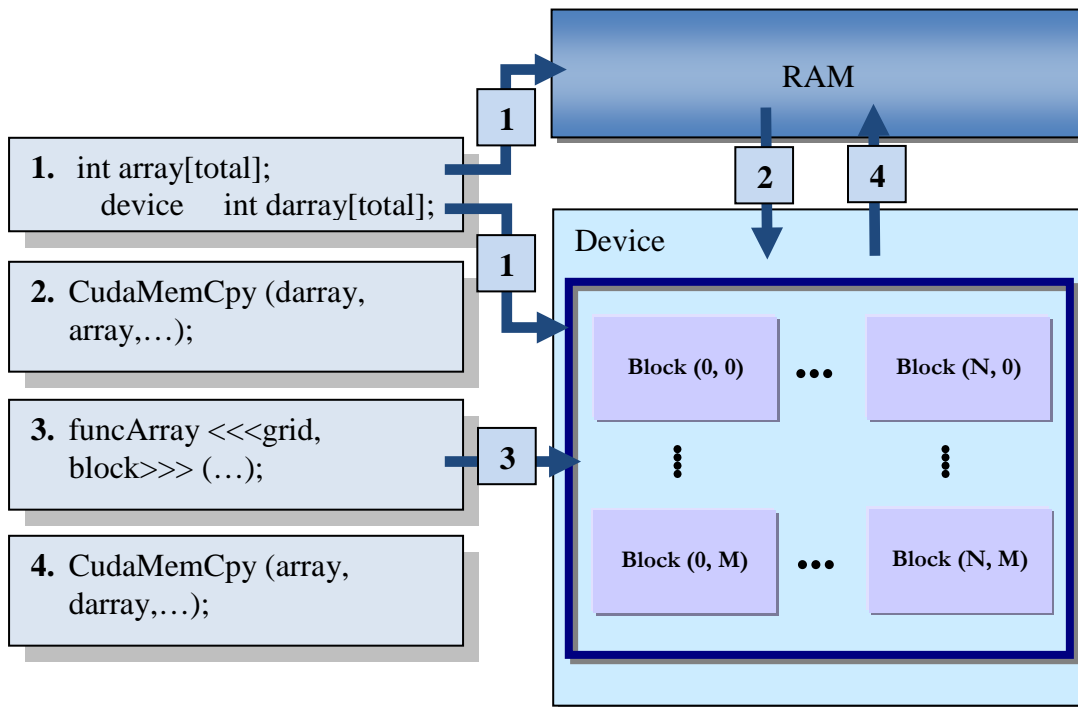 RAM
1
1. int array[total];
device int darray[total];
2
4
Device
1
2. CudaMemCpy (darray,
array,…);
Block (0, 0) ••• Block (N, 0)
3. funcArray <<<grid,
block>>> (…);
3
4. CudaMemCpy (array,
darray,…);
Block (0, M) ••• Block (N, M)